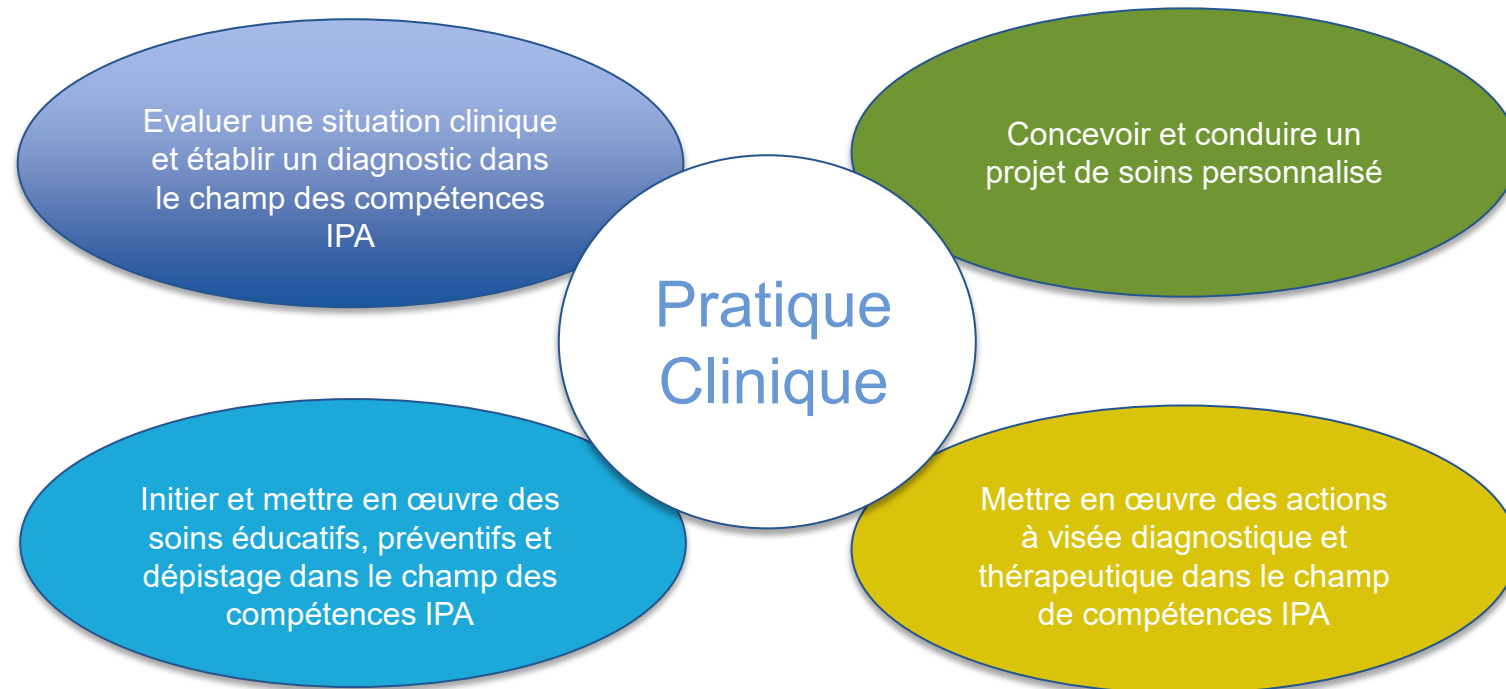 Evaluer une situation clinique
et établir un diagnostic dans
le champ des compétences
IPA
Concevoir et conduire un
projet de soins personnalisé
Pratique
Clinique
Initier et mettre en œuvre des
soins éducatifs, préventifs et
dépistage dans le champ des
compétences IPA
Mettre en œuvre des actions
à visée diagnostique et
thérapeutique dans le champ
de compétences IPA